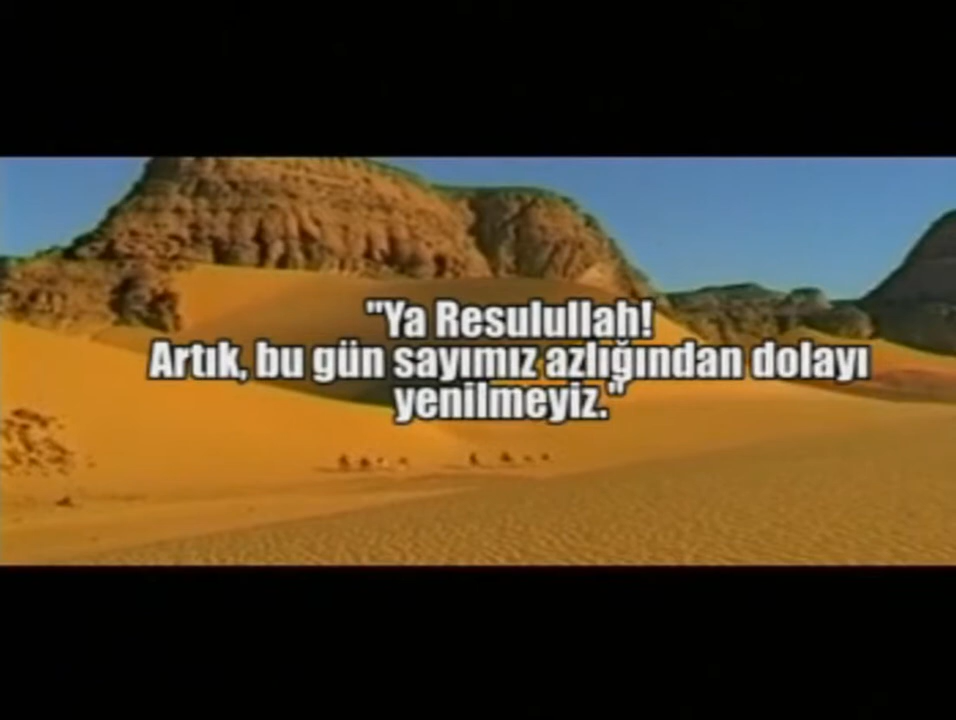 "Ya Resulullah!
Artık, bu gün sayımız azlığından dolayı
yenilmeyiz."